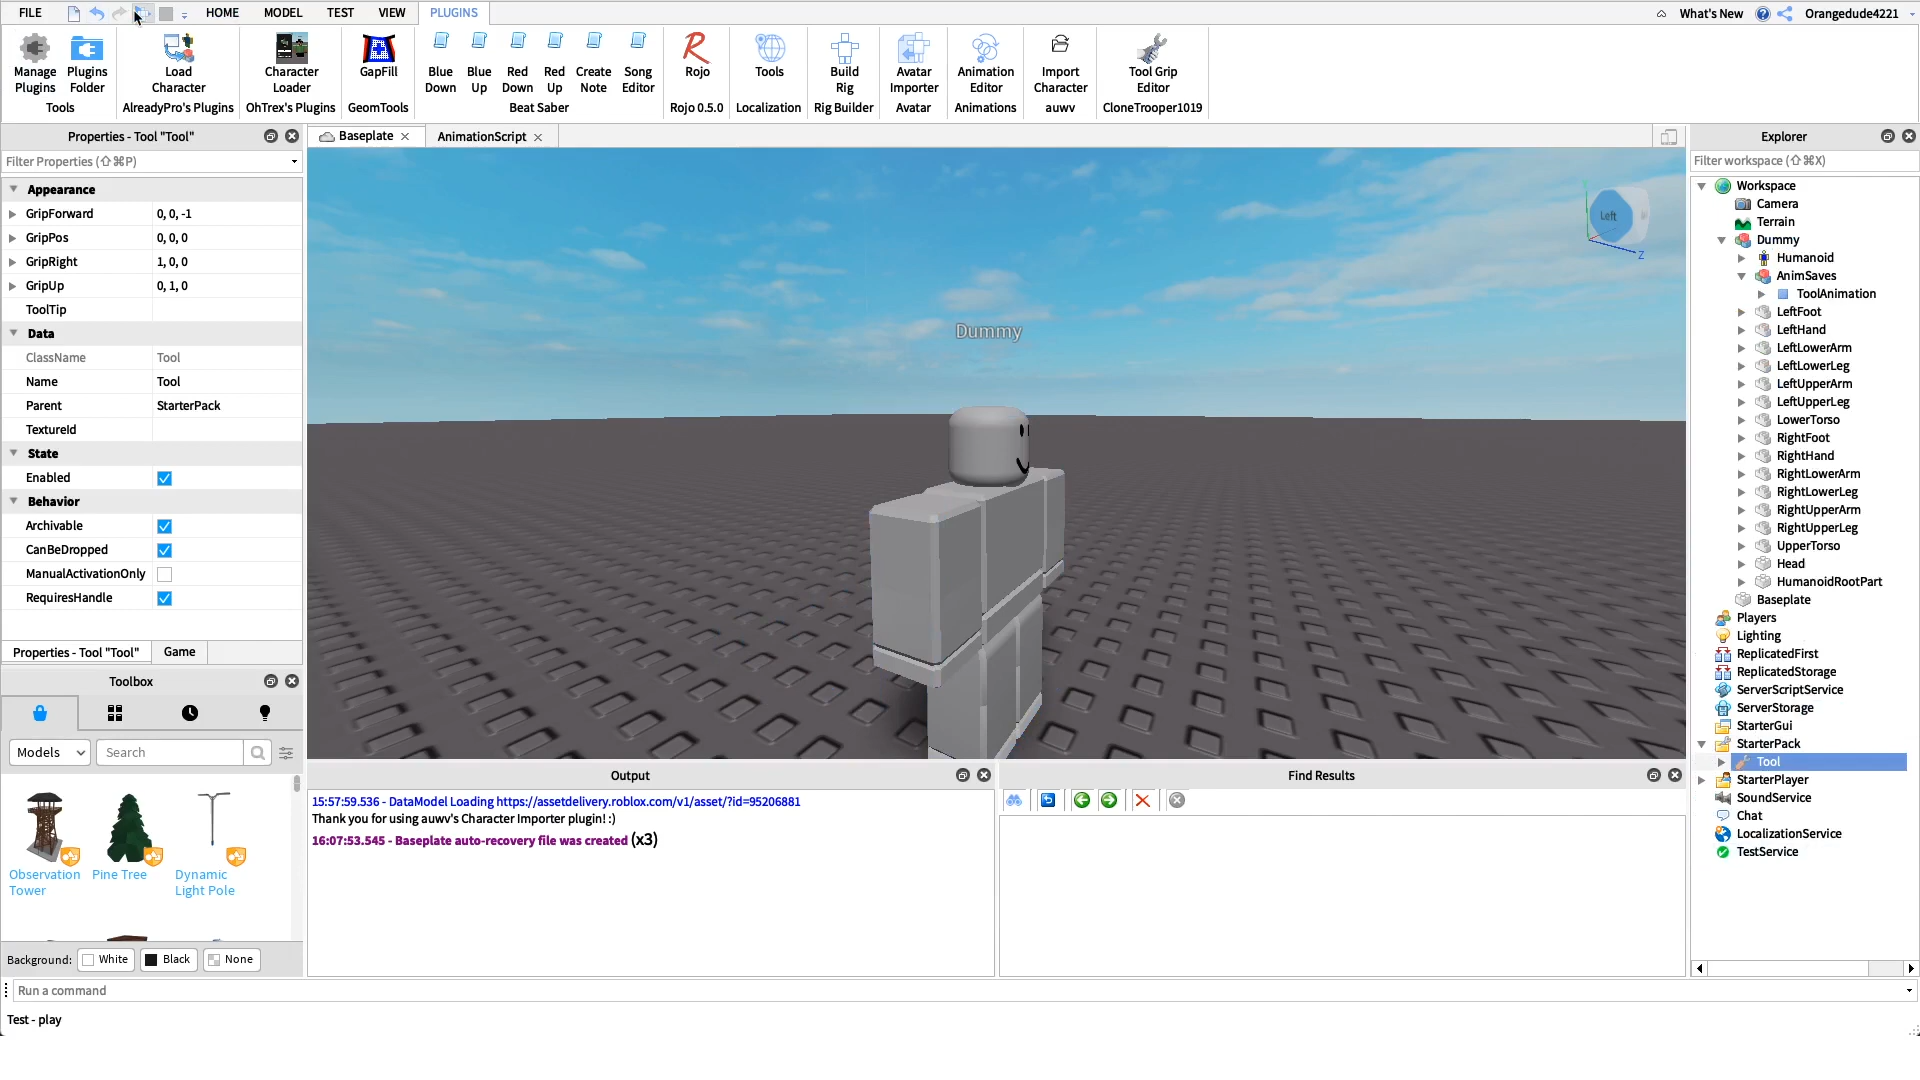 FILE HOME MODEL TEST VIEW PLUGINS What's New Orangedude4221
Manage Plugins
Plugins Folder
Tools
Load Character
AlreadyPro's Plugins
Character Loader
OhTrex's Plugins
GapFill
GeomTools
Blue Down
Blue Up
Red Down
Red Up
Create Note
Song Editor
Beat Saber
Rojo
Rojo 0.5.0
Tools
Localization
Build Rig
Rig Builder
Avatar Importer
Avatar
Animation Editor
Animations
Import Character
auwv
Tool Grip Editor
CloneTrooper1019
Properties - Tool "Tool"
Filter Properties (⇧⌘P)
Appearance
GripForward 0, 0, -1
GripPos 0, 0, 0
GripRight 1, 0, 0
GripUp 0, 1, 0
ToolTip
Data
ClassName Tool
Name Tool
Parent StarterPack
TextureId
State
Enabled
Behavior
Archivable
CanBeDropped
ManualActivationOnly
RequiresHandle
Properties - Tool "Tool" Game
Toolbox
Models Search
Observation Tower
Pine Tree
Dynamic Light Pole
Background: White Black None
Baseplate AnimationScript
Left
Z
Dummy
Output
15:57:59.536 - DataModel Loading https://assetdelivery.roblox.com/v1/asset/?id=95206881
Thank you for using auwv's Character Importer plugin! :)
16:07:53.545 - Baseplate auto-recovery file was created (x3)
Find Results
Explorer
Filter workspace (⇧⌘X)
Workspace
Camera
Terrain
Dummy
Humanoid
AnimSaves
ToolAnimation
LeftFoot
LeftHand
LeftLowerArm
LeftLowerLeg
LeftUpperArm
LeftUpperLeg
LowerTorso
RightFoot
RightHand
RightLowerArm
RightLowerLeg
RightUpperArm
RightUpperLeg
UpperTorso
Head
HumanoidRootPart
Baseplate
Players
Lighting
ReplicatedFirst
ReplicatedStorage
ServerScriptService
ServerStorage
StarterGui
StarterPack
Tool
StarterPlayer
SoundService
Chat
LocalizationService
TestService
Run a command
Test - play